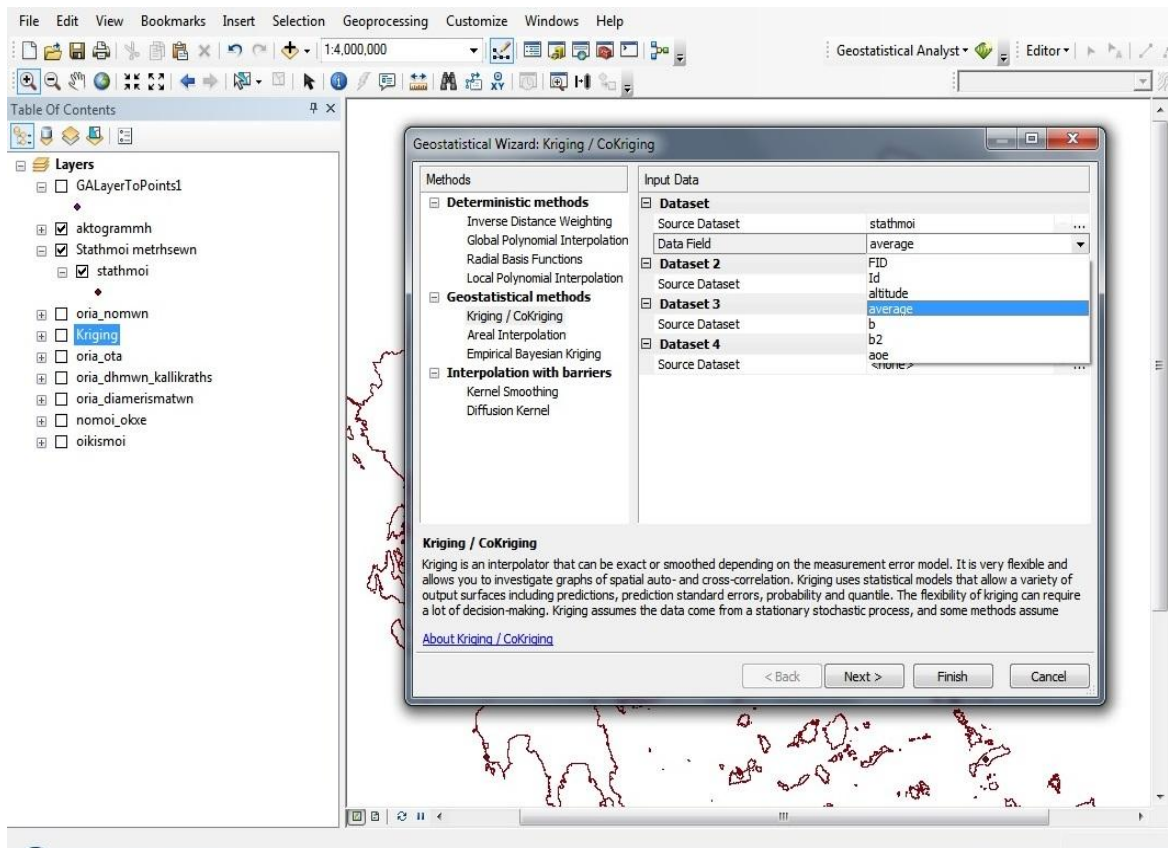 File Edit View Bookmarks Insert Selection Geoprocessing Customize Windows Help
1:4,000,000
Geostatistical Analyst
Editor
Table Of Contents
Layers
GALayerToPoints1
aktogrammh
Stathmoi metrhsewn
stathmoi
oria_nomwn
Kriging
oria_ota
oria_dhmwn_kallikraths
oria_diamerismatwn
nomoi_okxe
oikismoi
Geostatistical Wizard: Kriging / CoKriging
Methods
Deterministic methods
Inverse Distance Weighting
Global Polynomial Interpolation
Radial Basis Functions
Local Polynomial Interpolation
Geostatistical methods
Kriging / CoKriging
Areal Interpolation
Empirical Bayesian Kriging
Interpolation with barriers
Kernel Smoothing
Diffusion Kernel
Input Data
Dataset
Source Dataset stathmoi ...
Data Field average
Dataset 2
Source Dataset
Dataset 3
Source Dataset
Dataset 4
Source Dataset <none> ...
FID
Id
altitude
average
b
b2
aoe
Kriging / CoKriging
Kriging is an interpolator that can be exact or smoothed depending on the measurement error model. It is very flexible and
allows you to investigate graphs of spatial auto- and cross-correlation. Kriging uses statistical models that allow a variety of
output surfaces including predictions, prediction standard errors, probability and quantile. The flexibility of kriging can require
a lot of decision-making. Kriging assumes the data come from a stationary stochastic process, and some methods assume
About Kriging / CoKriging
< Back Next > Finish Cancel